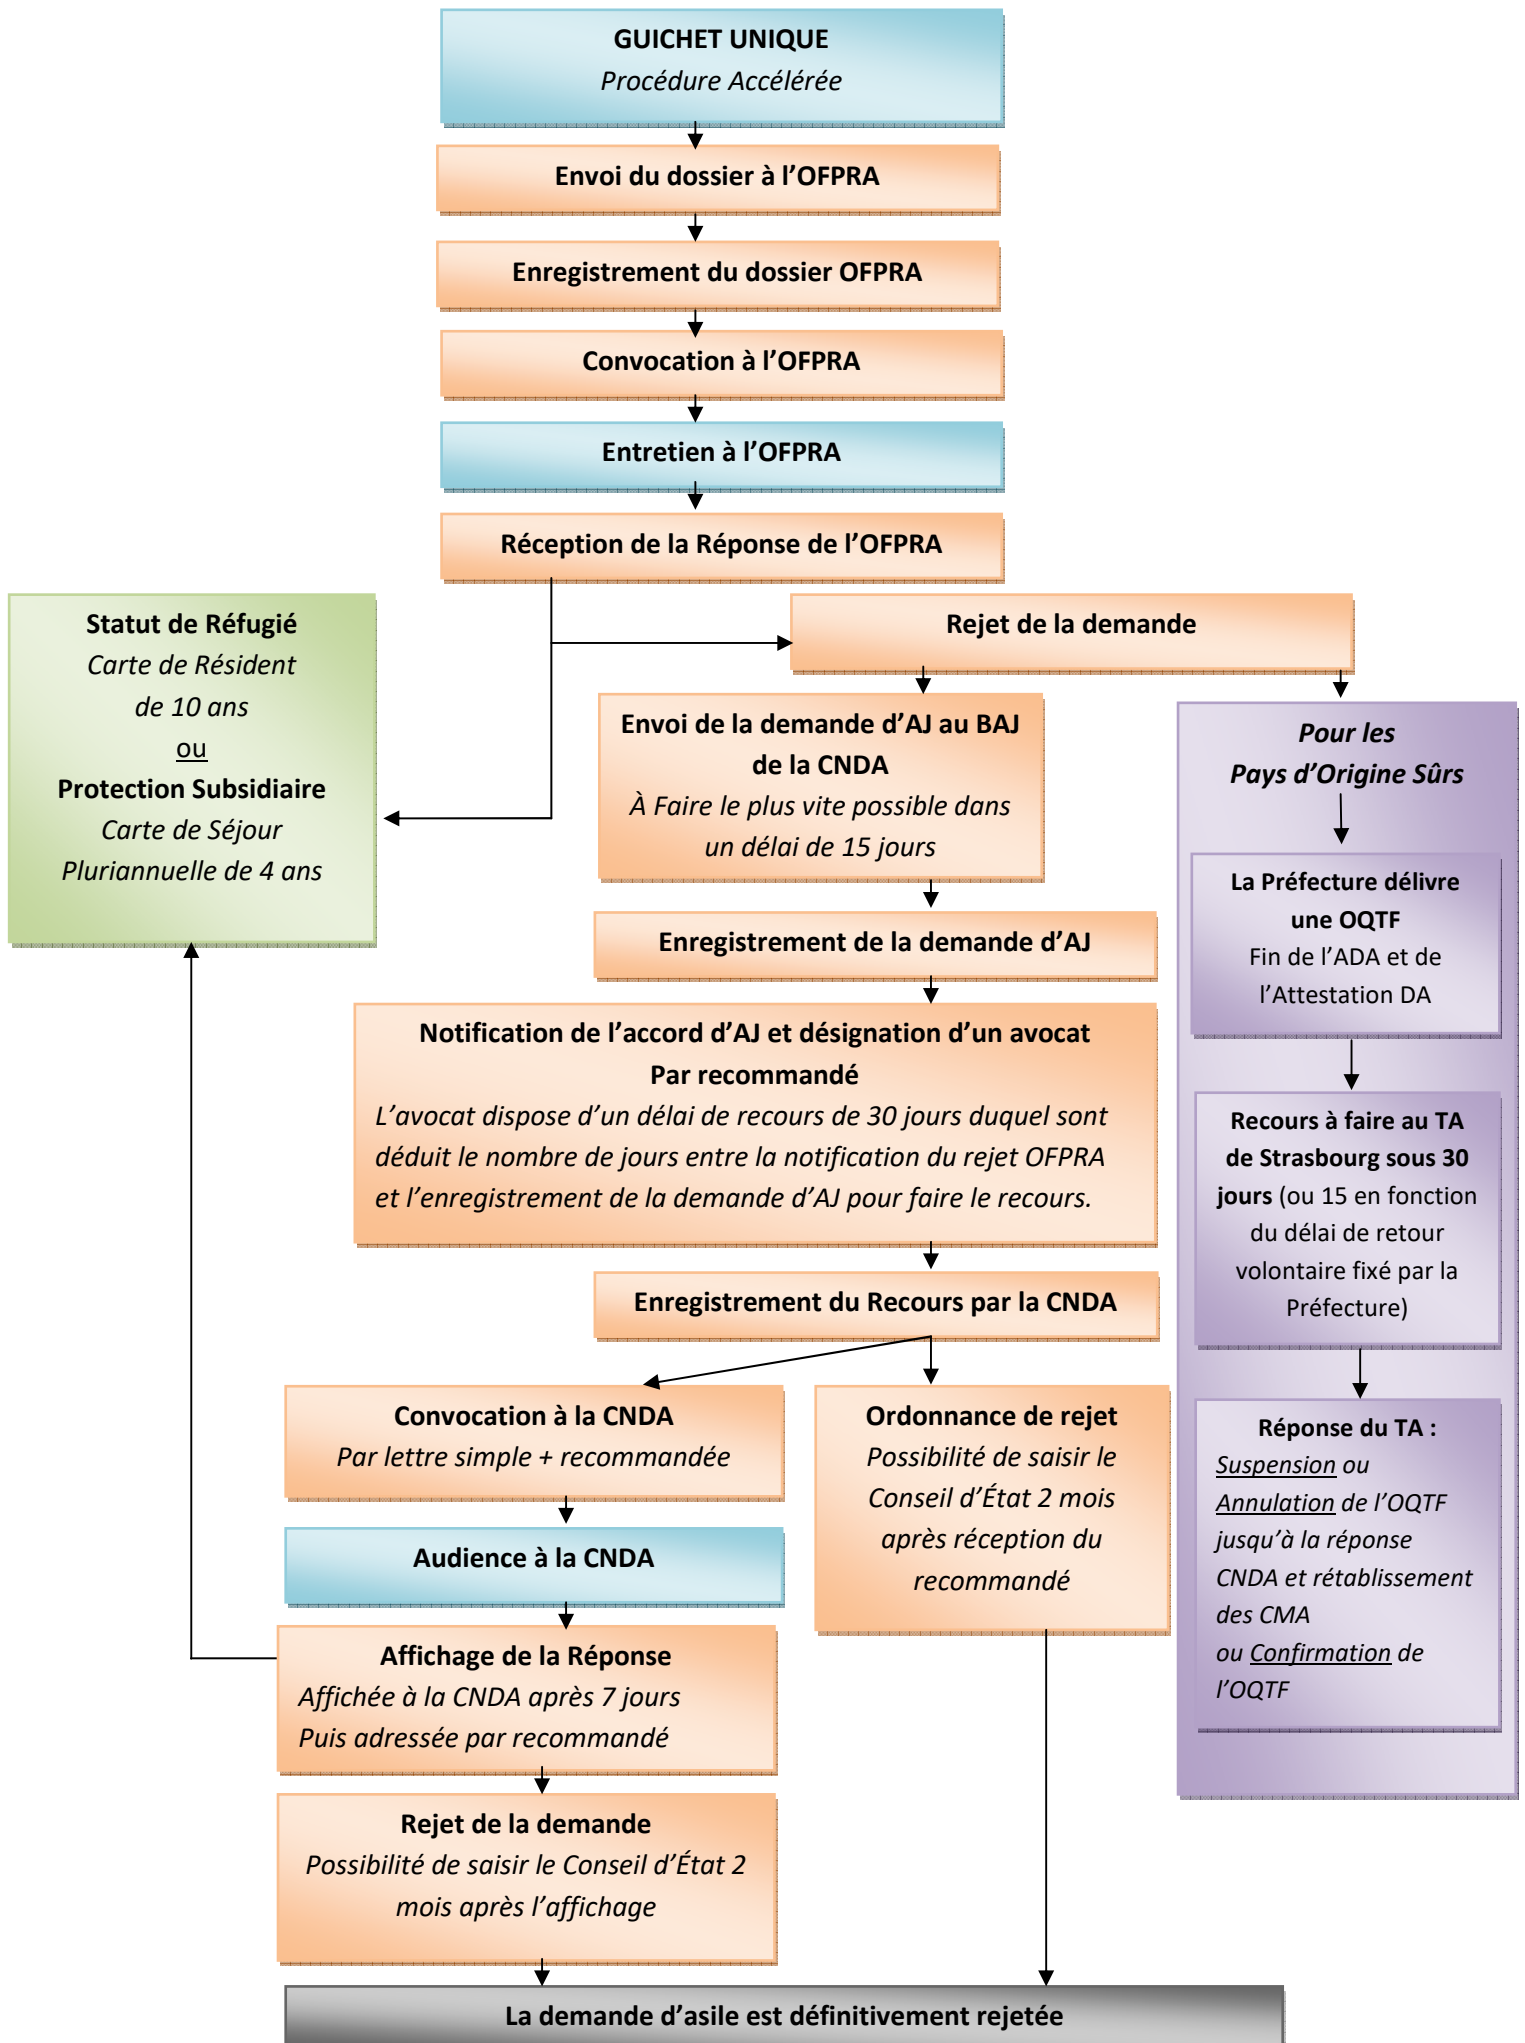 GUICHET UNIQUE
Procédure Accélérée
Envoi du dossier à l'OFPRA
Enregistrement du dossier OFPRA
Convocation à l'OFPRA
Entretien à l'OFPRA
Réception de la Réponse de l'OFPRA
Statut de Réfugié
Carte de Résident
de 10 ans
ou
Protection Subsidiaire
Carte de Séjour
Pluriannuelle de 4 ans
Rejet de la demande
Envoi de la demande d'AJ au BAJ
de la CNDA
À Faire le plus vite possible dans
un délai de 15 jours
Enregistrement de la demande d'AJ
Notification de l'accord d'AJ et désignation d'un avocat
Par recommandé
L'avocat dispose d'un délai de recours de 30 jours duquel sont
déduit le nombre de jours entre la notification du rejet OFPRA
et l'enregistrement de la demande d'AJ pour faire le recours.
Enregistrement du Recours par la CNDA
Convocation à la CNDA
Par lettre simple + recommandée
Audience à la CNDA
Affichage de la Réponse
Affichée à la CNDA après 7 jours
Puis adressée par recommandé
Rejet de la demande
Possibilité de saisir le Conseil d'État 2
mois après l'affichage
Ordonnance de rejet
Possibilité de saisir le
Conseil d'État 2 mois
après réception du
recommandé
Pour les
Pays d'Origine Sûrs
La Préfecture délivre
une OQTF
Fin de l'ADA et de
l'Attestation DA
Recours à faire au TA
de Strasbourg sous 30
jours (ou 15 en fonction
du délai de retour
volontaire fixé par la
Préfecture)
Réponse du TA :
Suspension ou
Annulation de l'OQTF
jusqu'à la réponse
CNDA et rétablissement
des CMA
ou Confirmation de
l'OQTF
La demande d'asile est définitivement rejetée